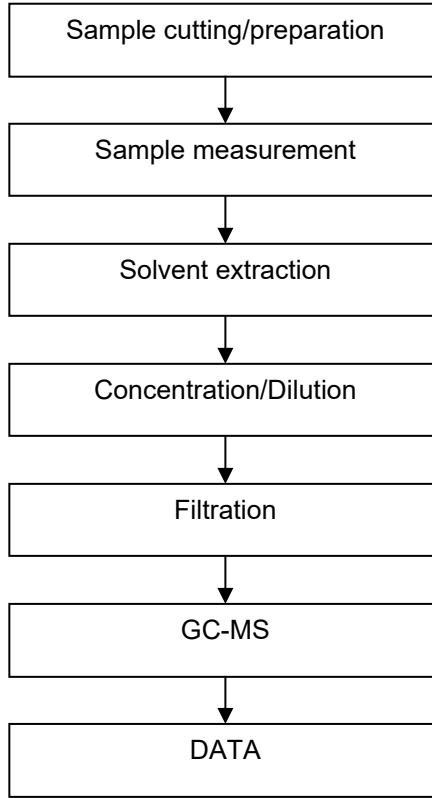 Sample cutting/preparation
Sample measurement
Solvent extraction
Concentration/Dilution
Filtration
GC-MS
DATA